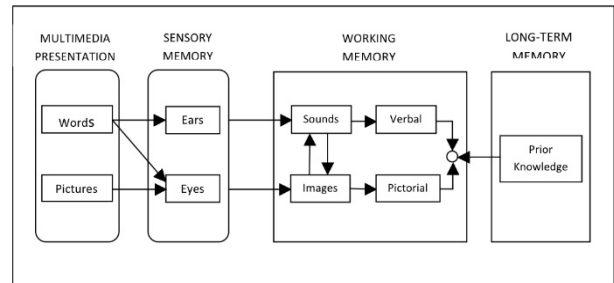 MULTIMEDIA
PRESENTATION
SENSORY
MEMORY
WORKING
MEMORY
LONG-TERM
MEMORY
Words
Ears
Sounds
Verbal
Prior
Knowledge
Pictures
Eyes
Images
Pictorial